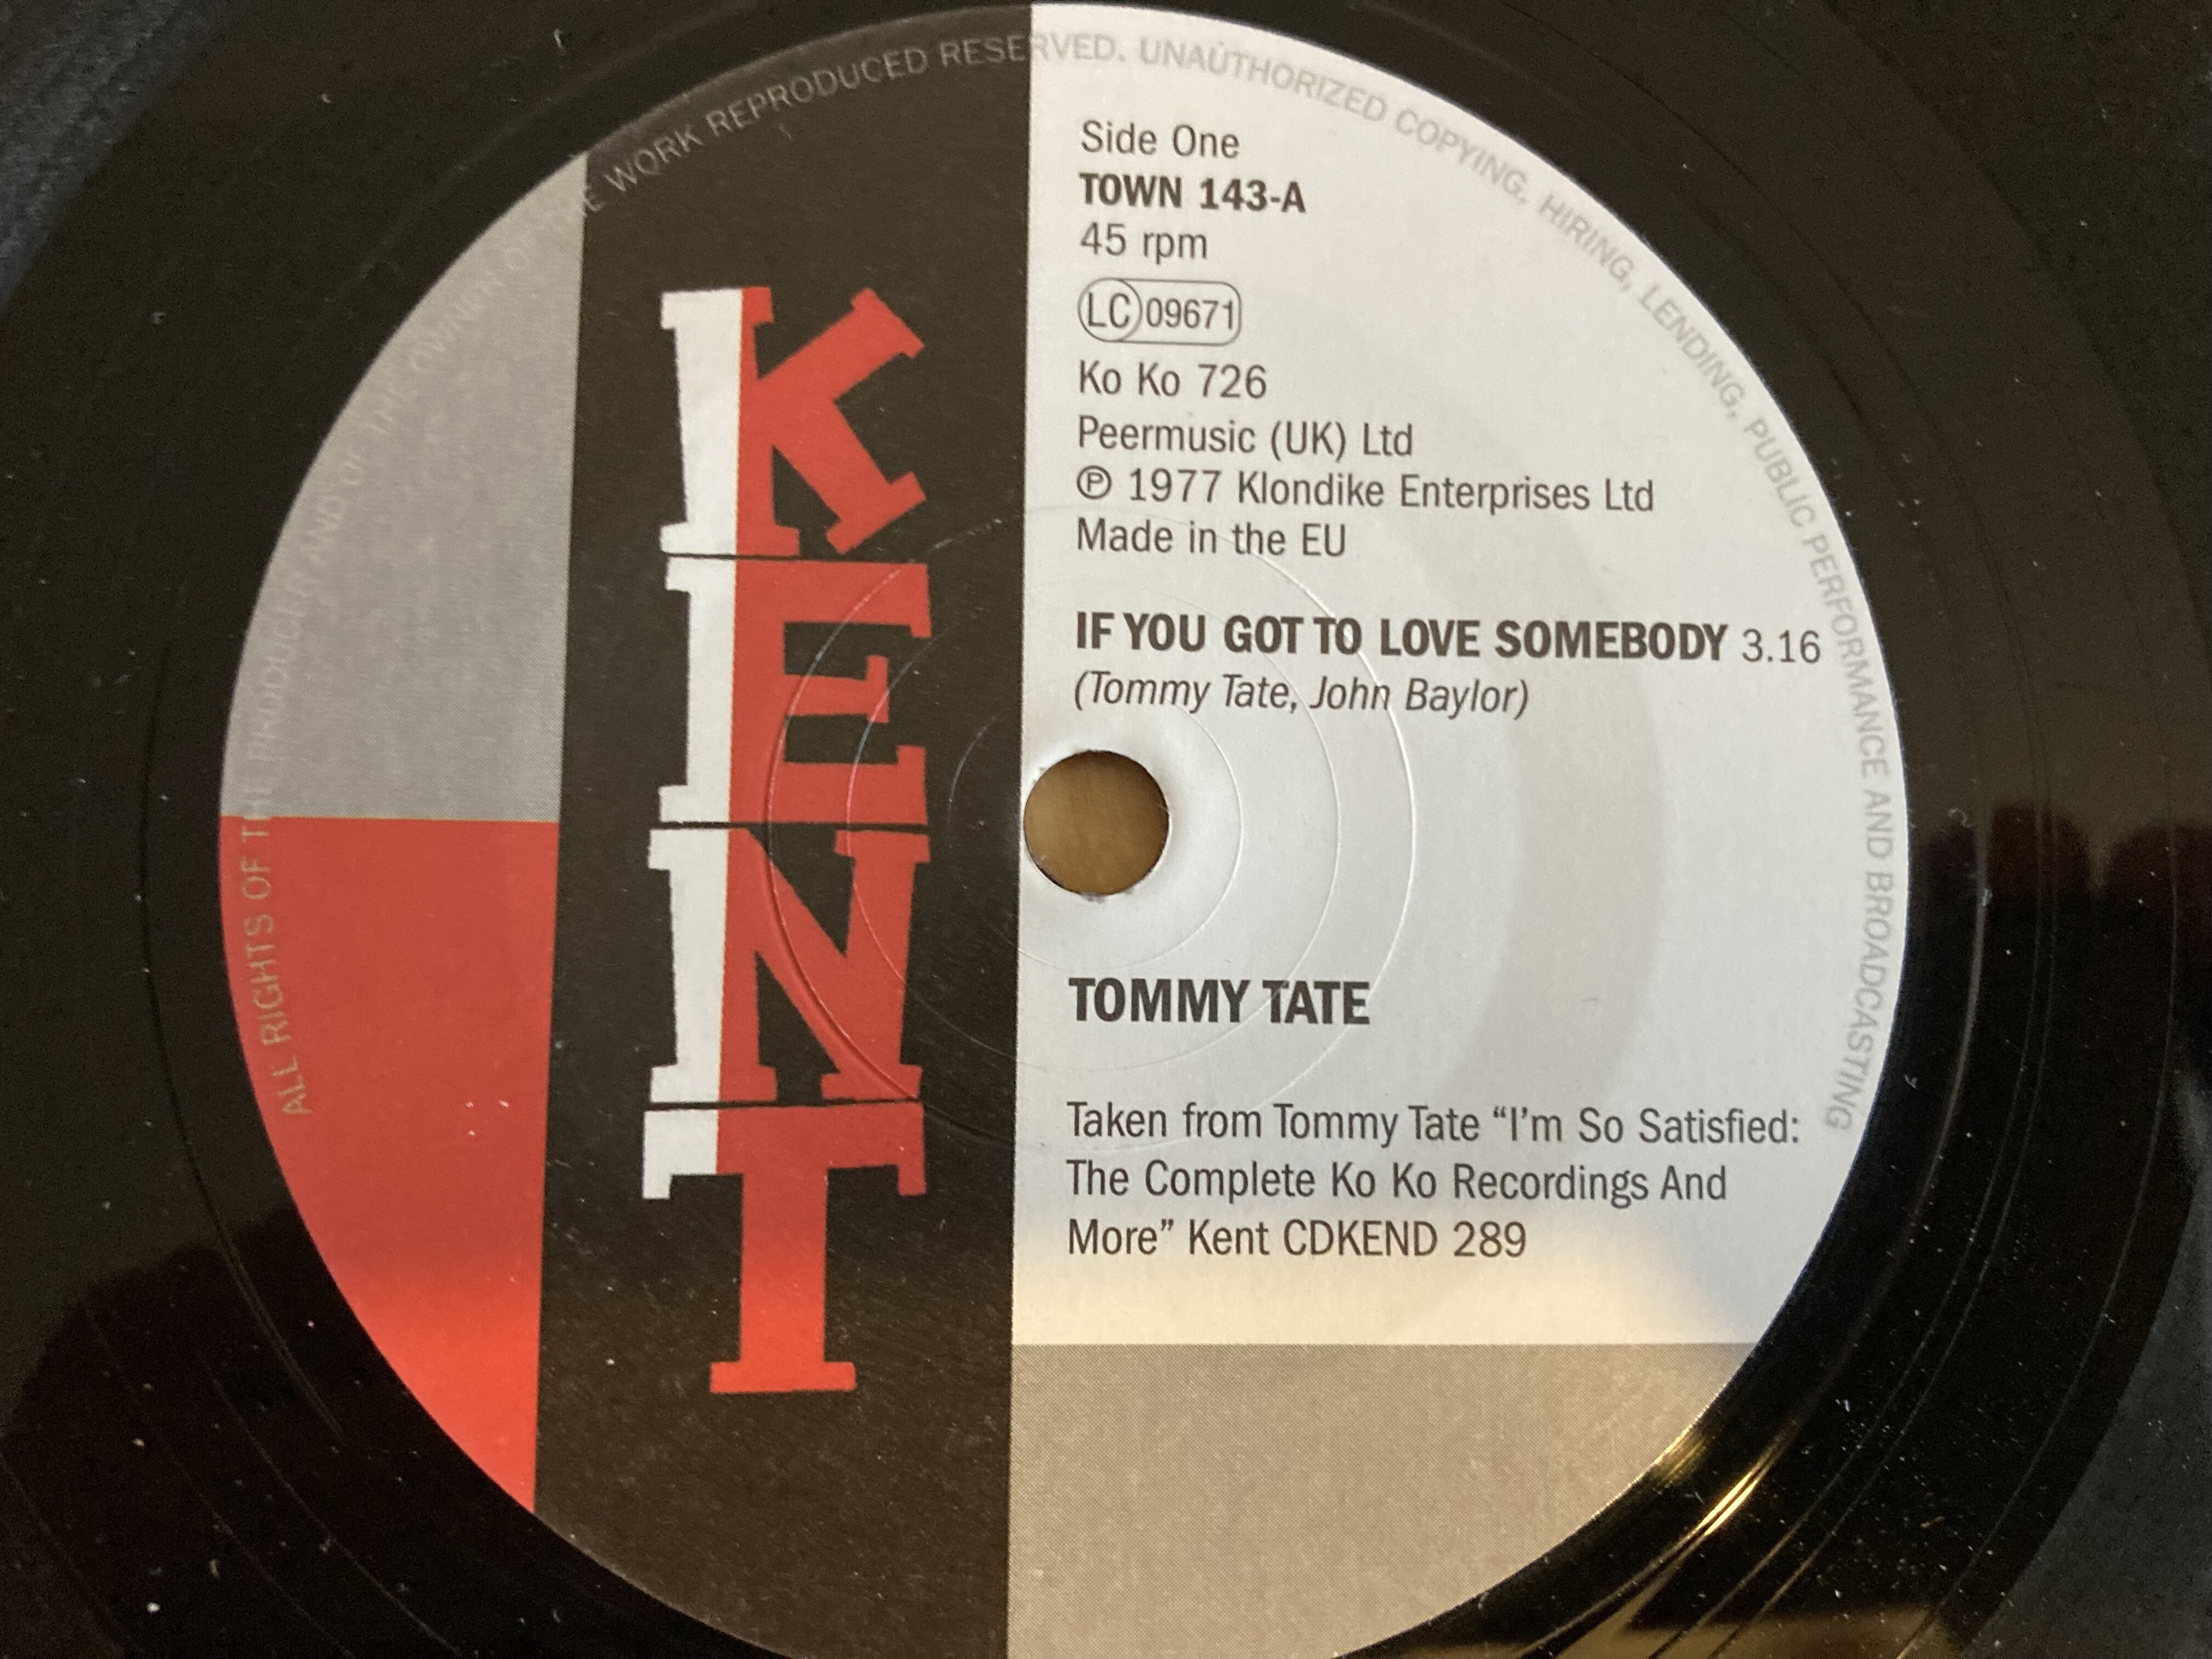 ALL RIGHTS OF THE PRODUCER AND OF THE OWNER OF THE WORK REPRODUCED RESERVED. UNAUTHORIZED COPYING, HIRING, LENDING, PUBLIC PERFORMANCE AND BROADCASTING
KENT
Side One
TOWN 143-A
45 rpm
LC 09671
Ko Ko 726
Peermusic (UK) Ltd
℗ 1977 Klondike Enterprises Ltd
Made in the EU
IF YOU GOT TO LOVE SOMEBODY 3.16
(Tommy Tate, John Baylor)
TOMMY TATE
Taken from Tommy Tate “I’m So Satisfied:
The Complete Ko Ko Recordings And
More” Kent CDKEND 289